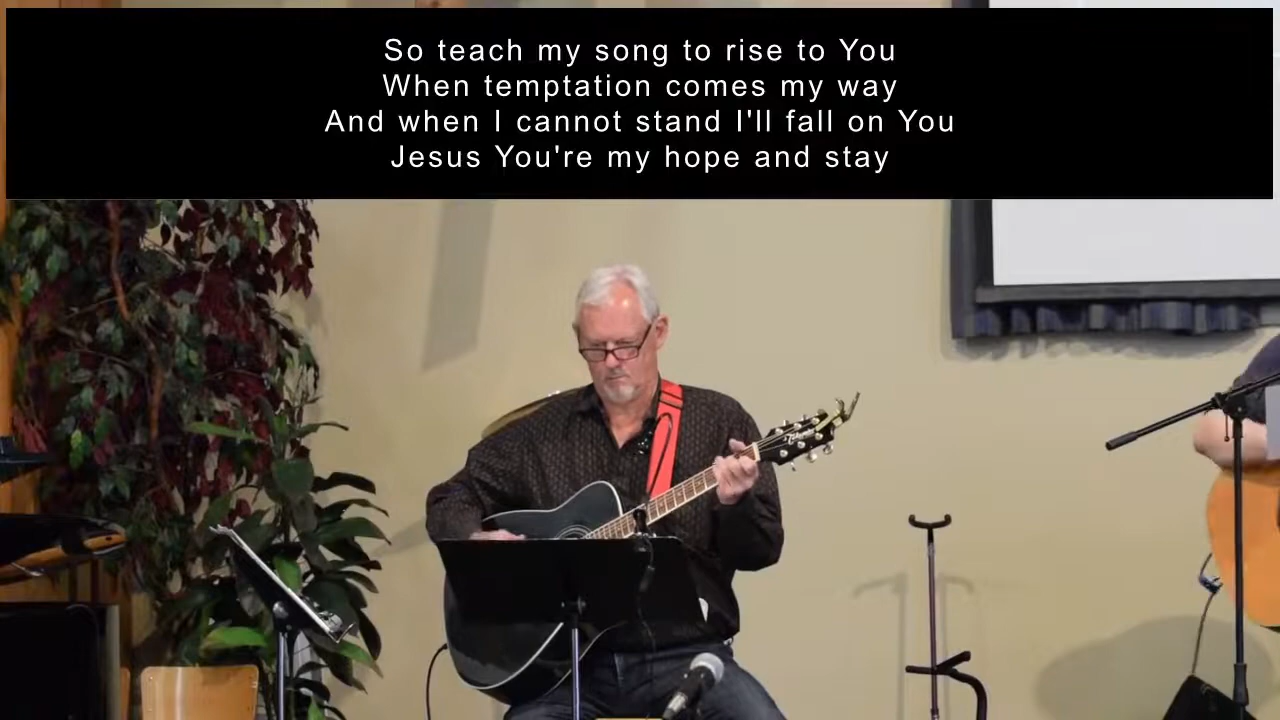 So teach my song to rise to You
When temptation comes my way
And when I cannot stand I'll fall on You
Jesus You're my hope and stay